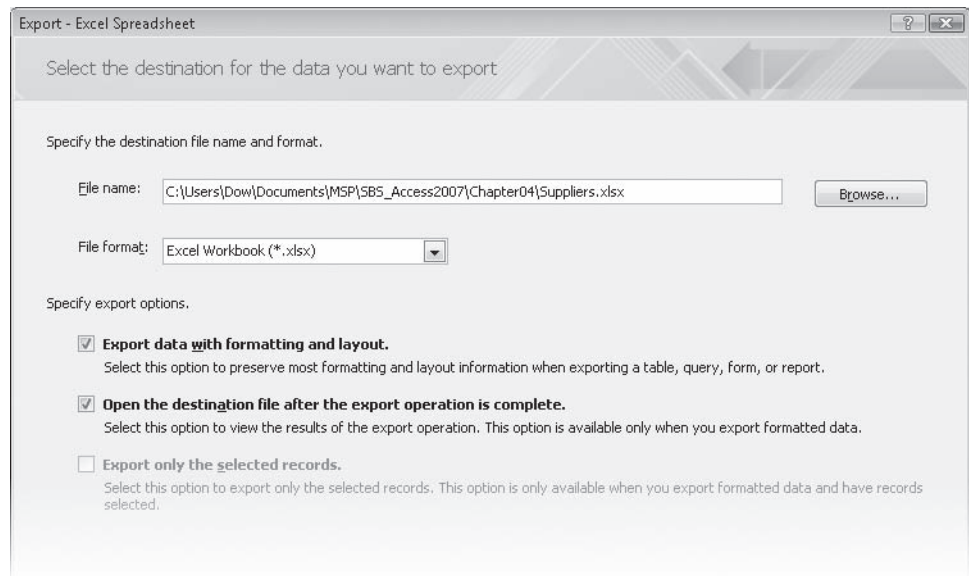 Export - Excel Spreadsheet
Select the destination for the data you want to export
Specify the destination file name and format.
File name: C:\Users\Dow\Documents\MSP\SBS_Access2007\Chapter04\Suppliers.xlsx Browse...
File format: Excel Workbook (*.xlsx)
Specify export options.
Export data with formatting and layout.
Select this option to preserve most formatting and layout information when exporting a table, query, form, or report.
Open the destination file after the export operation is complete.
Select this option to view the results of the export operation. This option is available only when you export formatted data.
Export only the selected records.
Select this option to export only the selected records. This option is only available when you export formatted data and have records
selected.